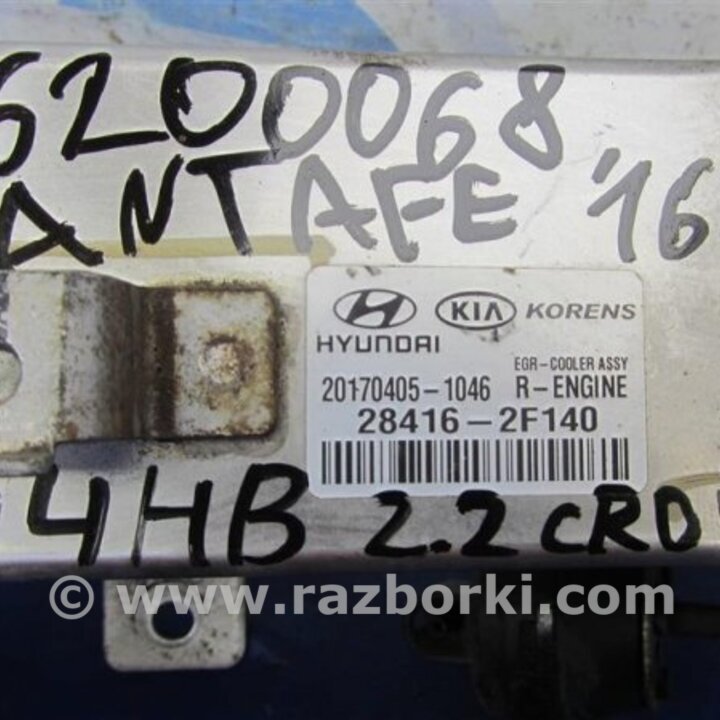 6200068
ANTAFE '16
HYUNDAI KIA KORENS
EGR-COOLER ASSY
20170405-1046 R-ENGINE
28416-2F140
4HB 2.2 CRD
© www.razborki.com